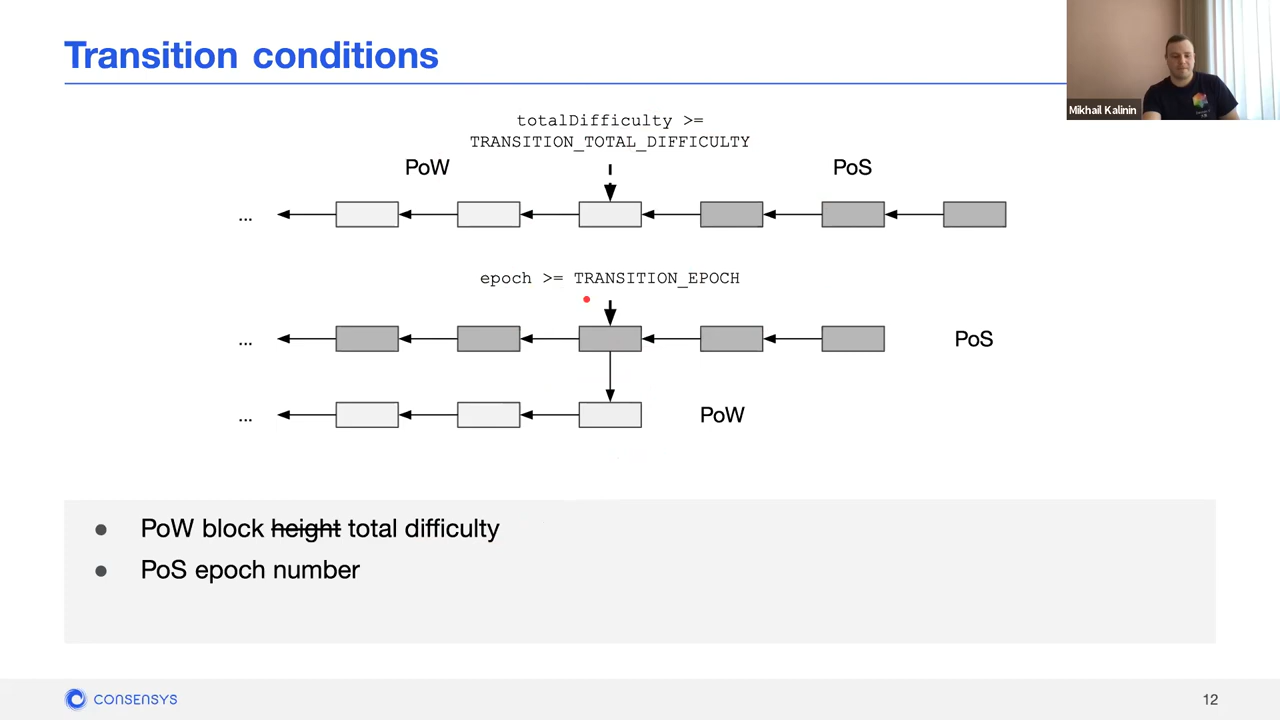 Transition conditions
Mikhail Kalinin
totalDifficulty >=
TRANSITION_TOTAL_DIFFICULTY
PoW
PoS
...
epoch >= TRANSITION_EPOCH
...
PoS
...
PoW
● PoW block height total difficulty
● PoS epoch number
CONSENSYS
12